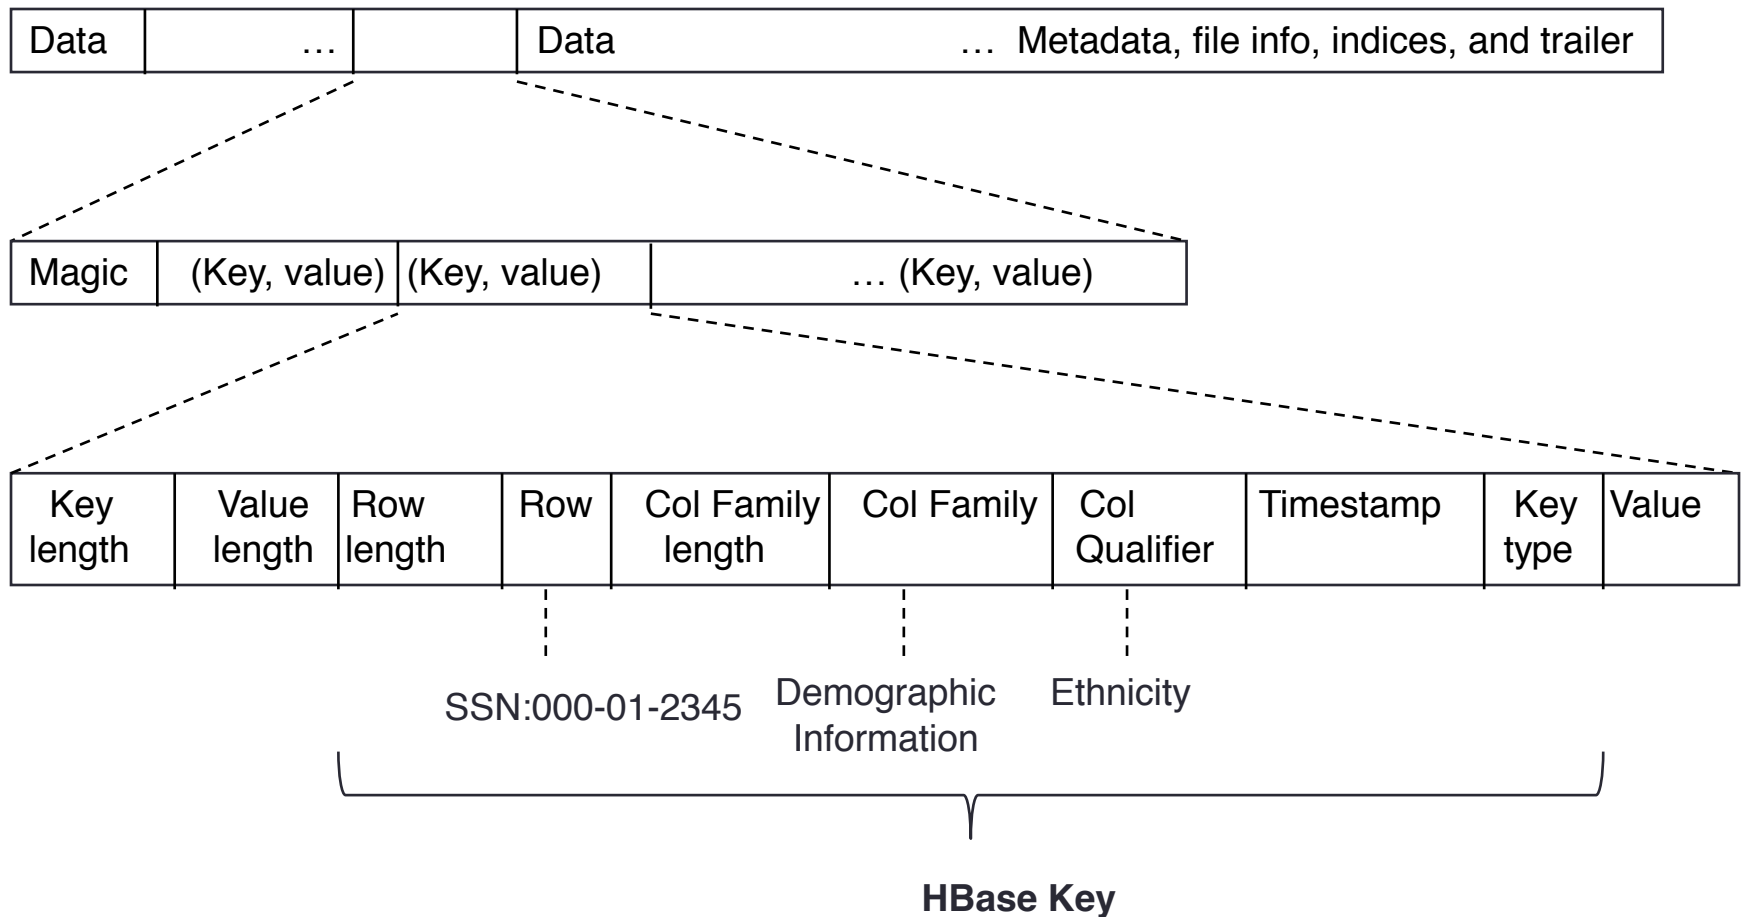 Data … Data … Metadata, file info, indices, and trailer
Magic (Key, value) (Key, value) … (Key, value)
Key Value Row Row Col Family Col Family Col Timestamp Key Value
length length length length Qualifier type
SSN:000-01-2345 Demographic Ethnicity
Information
HBase Key